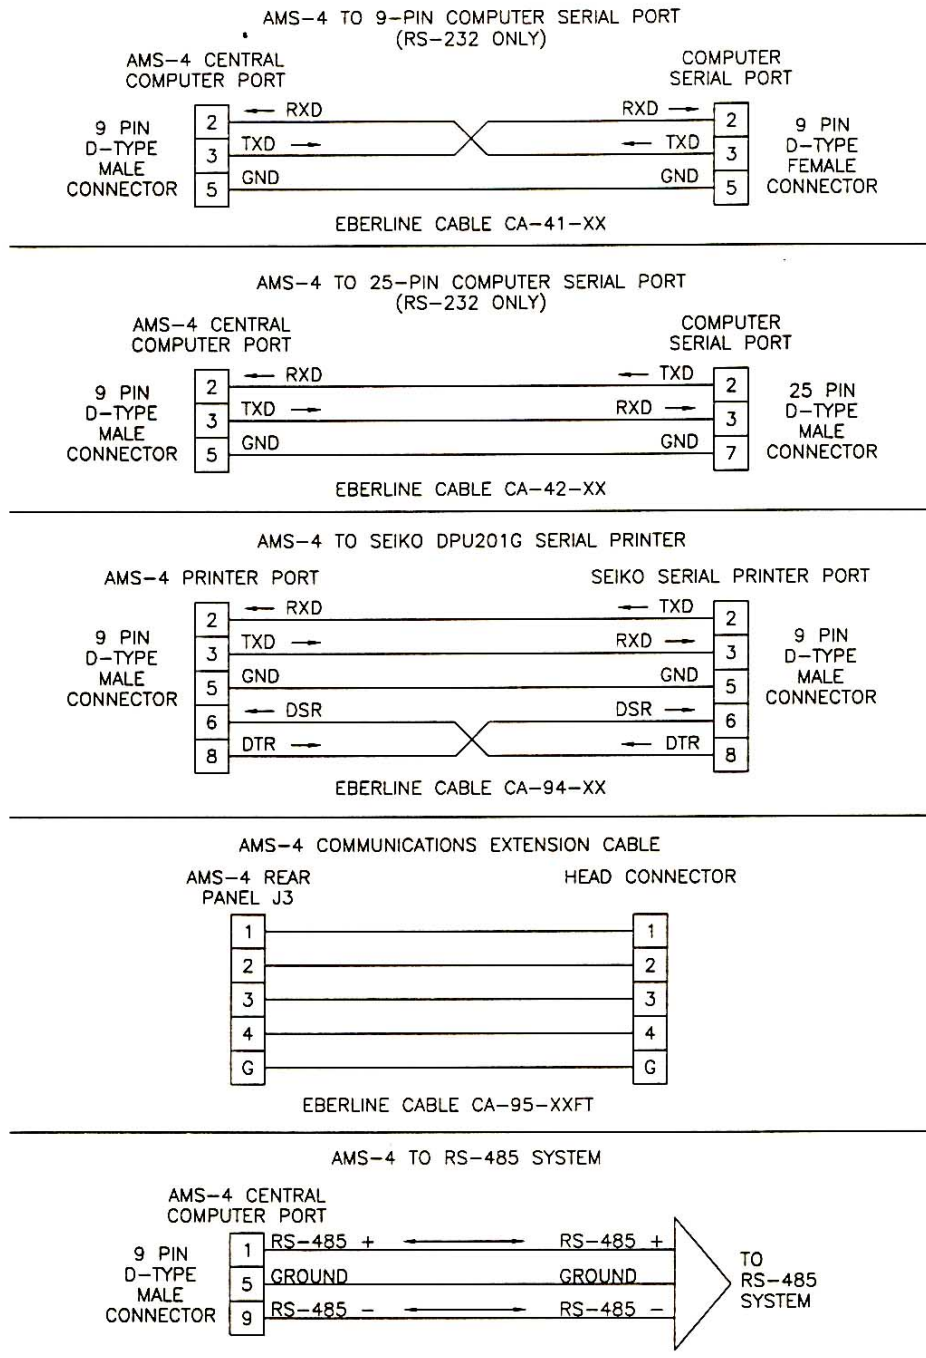 AMS-4 TO 9-PIN COMPUTER SERIAL PORT
(RS-232 ONLY)
AMS-4 CENTRAL
COMPUTER PORT
COMPUTER
SERIAL PORT
9 PIN
D-TYPE
MALE
CONNECTOR
2 RXD RXD 2
3 TXD TXD 3
5 GND GND 5
9 PIN
D-TYPE
FEMALE
CONNECTOR
EBERLINE CABLE CA-41-XX
AMS-4 TO 25-PIN COMPUTER SERIAL PORT
(RS-232 ONLY)
AMS-4 CENTRAL
COMPUTER PORT
COMPUTER
SERIAL PORT
9 PIN
D-TYPE
MALE
CONNECTOR
2 RXD TXD 2
3 TXD RXD 3
5 GND GND 7
25 PIN
D-TYPE
MALE
CONNECTOR
EBERLINE CABLE CA-42-XX
AMS-4 TO SEIKO DPU201G SERIAL PRINTER
AMS-4 PRINTER PORT
SEIKO SERIAL PRINTER PORT
9 PIN
D-TYPE
MALE
CONNECTOR
2 RXD TXD 2
3 TXD RXD 3
5 GND GND 5
6 DSR DSR 6
8 DTR DTR 8
9 PIN
D-TYPE
MALE
CONNECTOR
EBERLINE CABLE CA-94-XX
AMS-4 COMMUNICATIONS EXTENSION CABLE
AMS-4 REAR
PANEL J3
HEAD CONNECTOR
1 1
2 2
3 3
4 4
G G
EBERLINE CABLE CA-95-XXFT
AMS-4 TO RS-485 SYSTEM
AMS-4 CENTRAL
COMPUTER PORT
9 PIN
D-TYPE
MALE
CONNECTOR
1 RS-485 + RS-485 +
5 GROUND GROUND
9 RS-485 - RS-485 -
TO
RS-485
SYSTEM